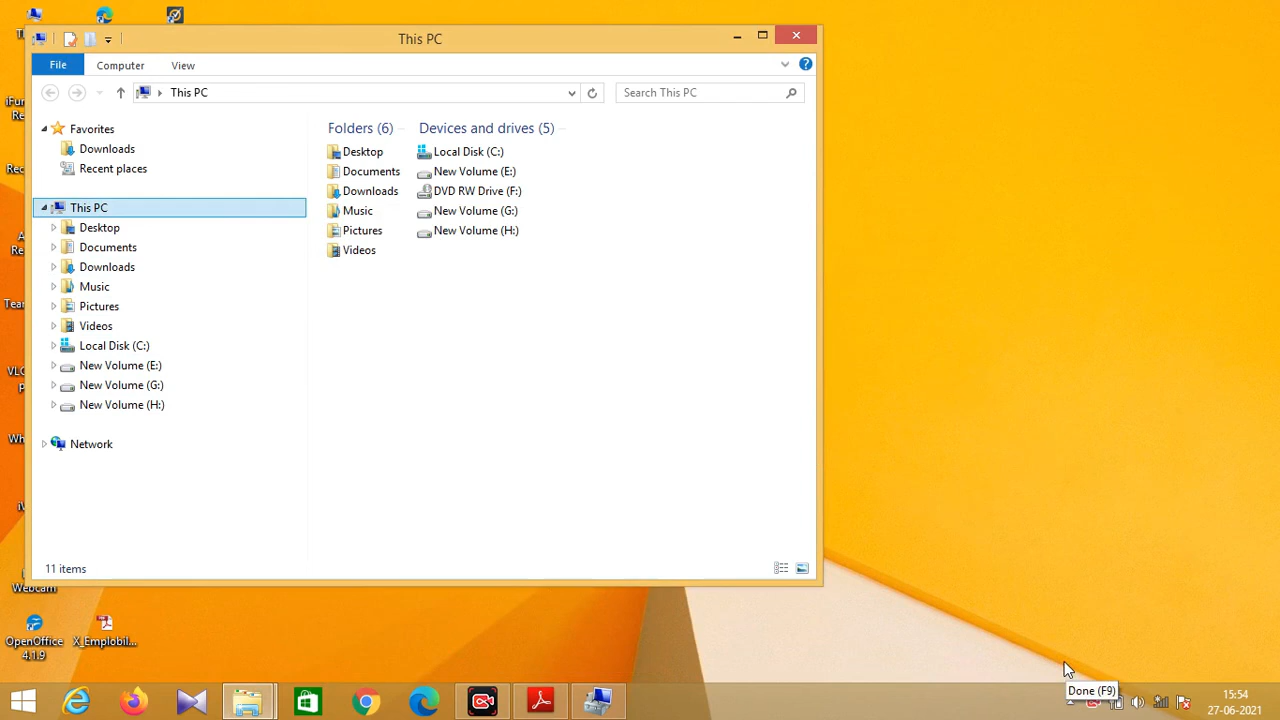 This PC
File Computer View
This PC
Search This PC
Favorites
Downloads
Recent places
This PC
Desktop
Documents
Downloads
Music
Pictures
Videos
Local Disk (C:)
New Volume (E:)
New Volume (G:)
New Volume (H:)
Network
Folders (6)
Desktop
Documents
Downloads
Music
Pictures
Videos
Devices and drives (5)
Local Disk (C:)
New Volume (E:)
DVD RW Drive (F:)
New Volume (G:)
New Volume (H:)
11 items
Webcam
OpenOffice
4.1.9
X_Emplobil...
Done (F9)
15:54
27-06-2021